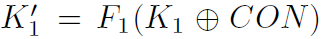 K′₁ = F₁(K₁ ⊕ CON)